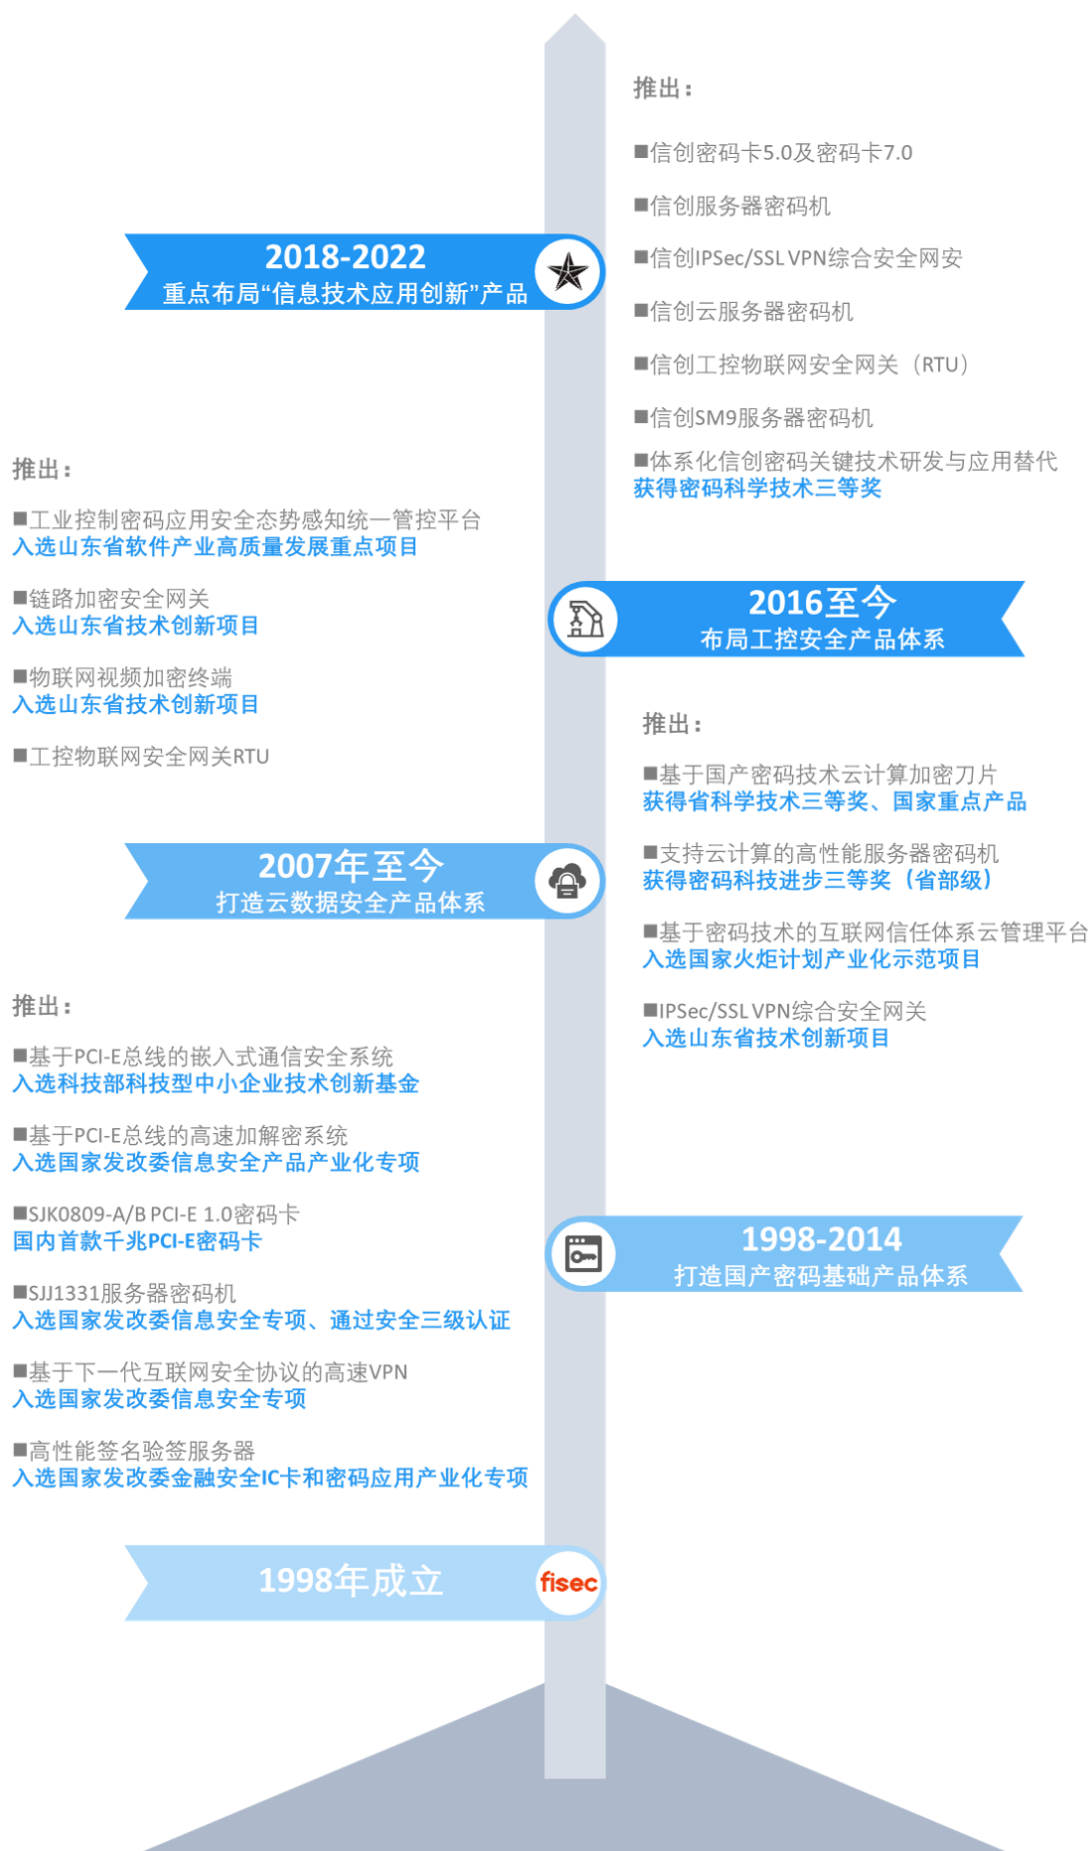 推出：
■信创密码卡5.0及密码卡7.0
■信创服务器密码机
■信创IPSec/SSL VPN综合安全网安
■信创云服务器密码机
■信创工控物联网安全网关（RTU）
■信创SM9服务器密码机
■体系化信创密码关键技术研发与应用替代
获得密码科学技术三等奖
2018-2022
重点布局“信息技术应用创新”产品
推出：
■工业控制密码应用安全态势感知统一管控平台
入选山东省软件产业高质量发展重点项目
■链路加密安全网关
入选山东省技术创新项目
■物联网视频加密终端
入选山东省技术创新项目
■工控物联网安全网关RTU
2016至今
布局工控安全产品体系
推出：
■基于国产密码技术云计算加密刀片
获得省科学技术三等奖、国家重点产品
■支持云计算的高性能服务器密码机
获得密码科技进步三等奖（省部级）
■基于密码技术的互联网信任体系云管理平台
入选国家火炬计划产业化示范项目
■IPSec/SSL VPN综合安全网关
入选山东省技术创新项目
2007年至今
打造云数据安全产品体系
推出：
■基于PCI-E总线的嵌入式通信安全系统
入选科技部科技型中小企业技术创新基金
■基于PCI-E总线的高速加解密系统
入选国家发改委信息安全产品产业化专项
■SJK0809-A/B PCI-E 1.0密码卡
国内首款千兆PCI-E密码卡
■SJJ1331服务器密码机
入选国家发改委信息安全专项、通过安全三级认证
■基于下一代互联网安全协议的高速VPN
入选国家发改委信息安全专项
■高性能签名验签服务器
入选国家发改委金融安全IC卡和密码应用产业化专项
1998-2014
打造国产密码基础产品体系
1998年成立
fisec